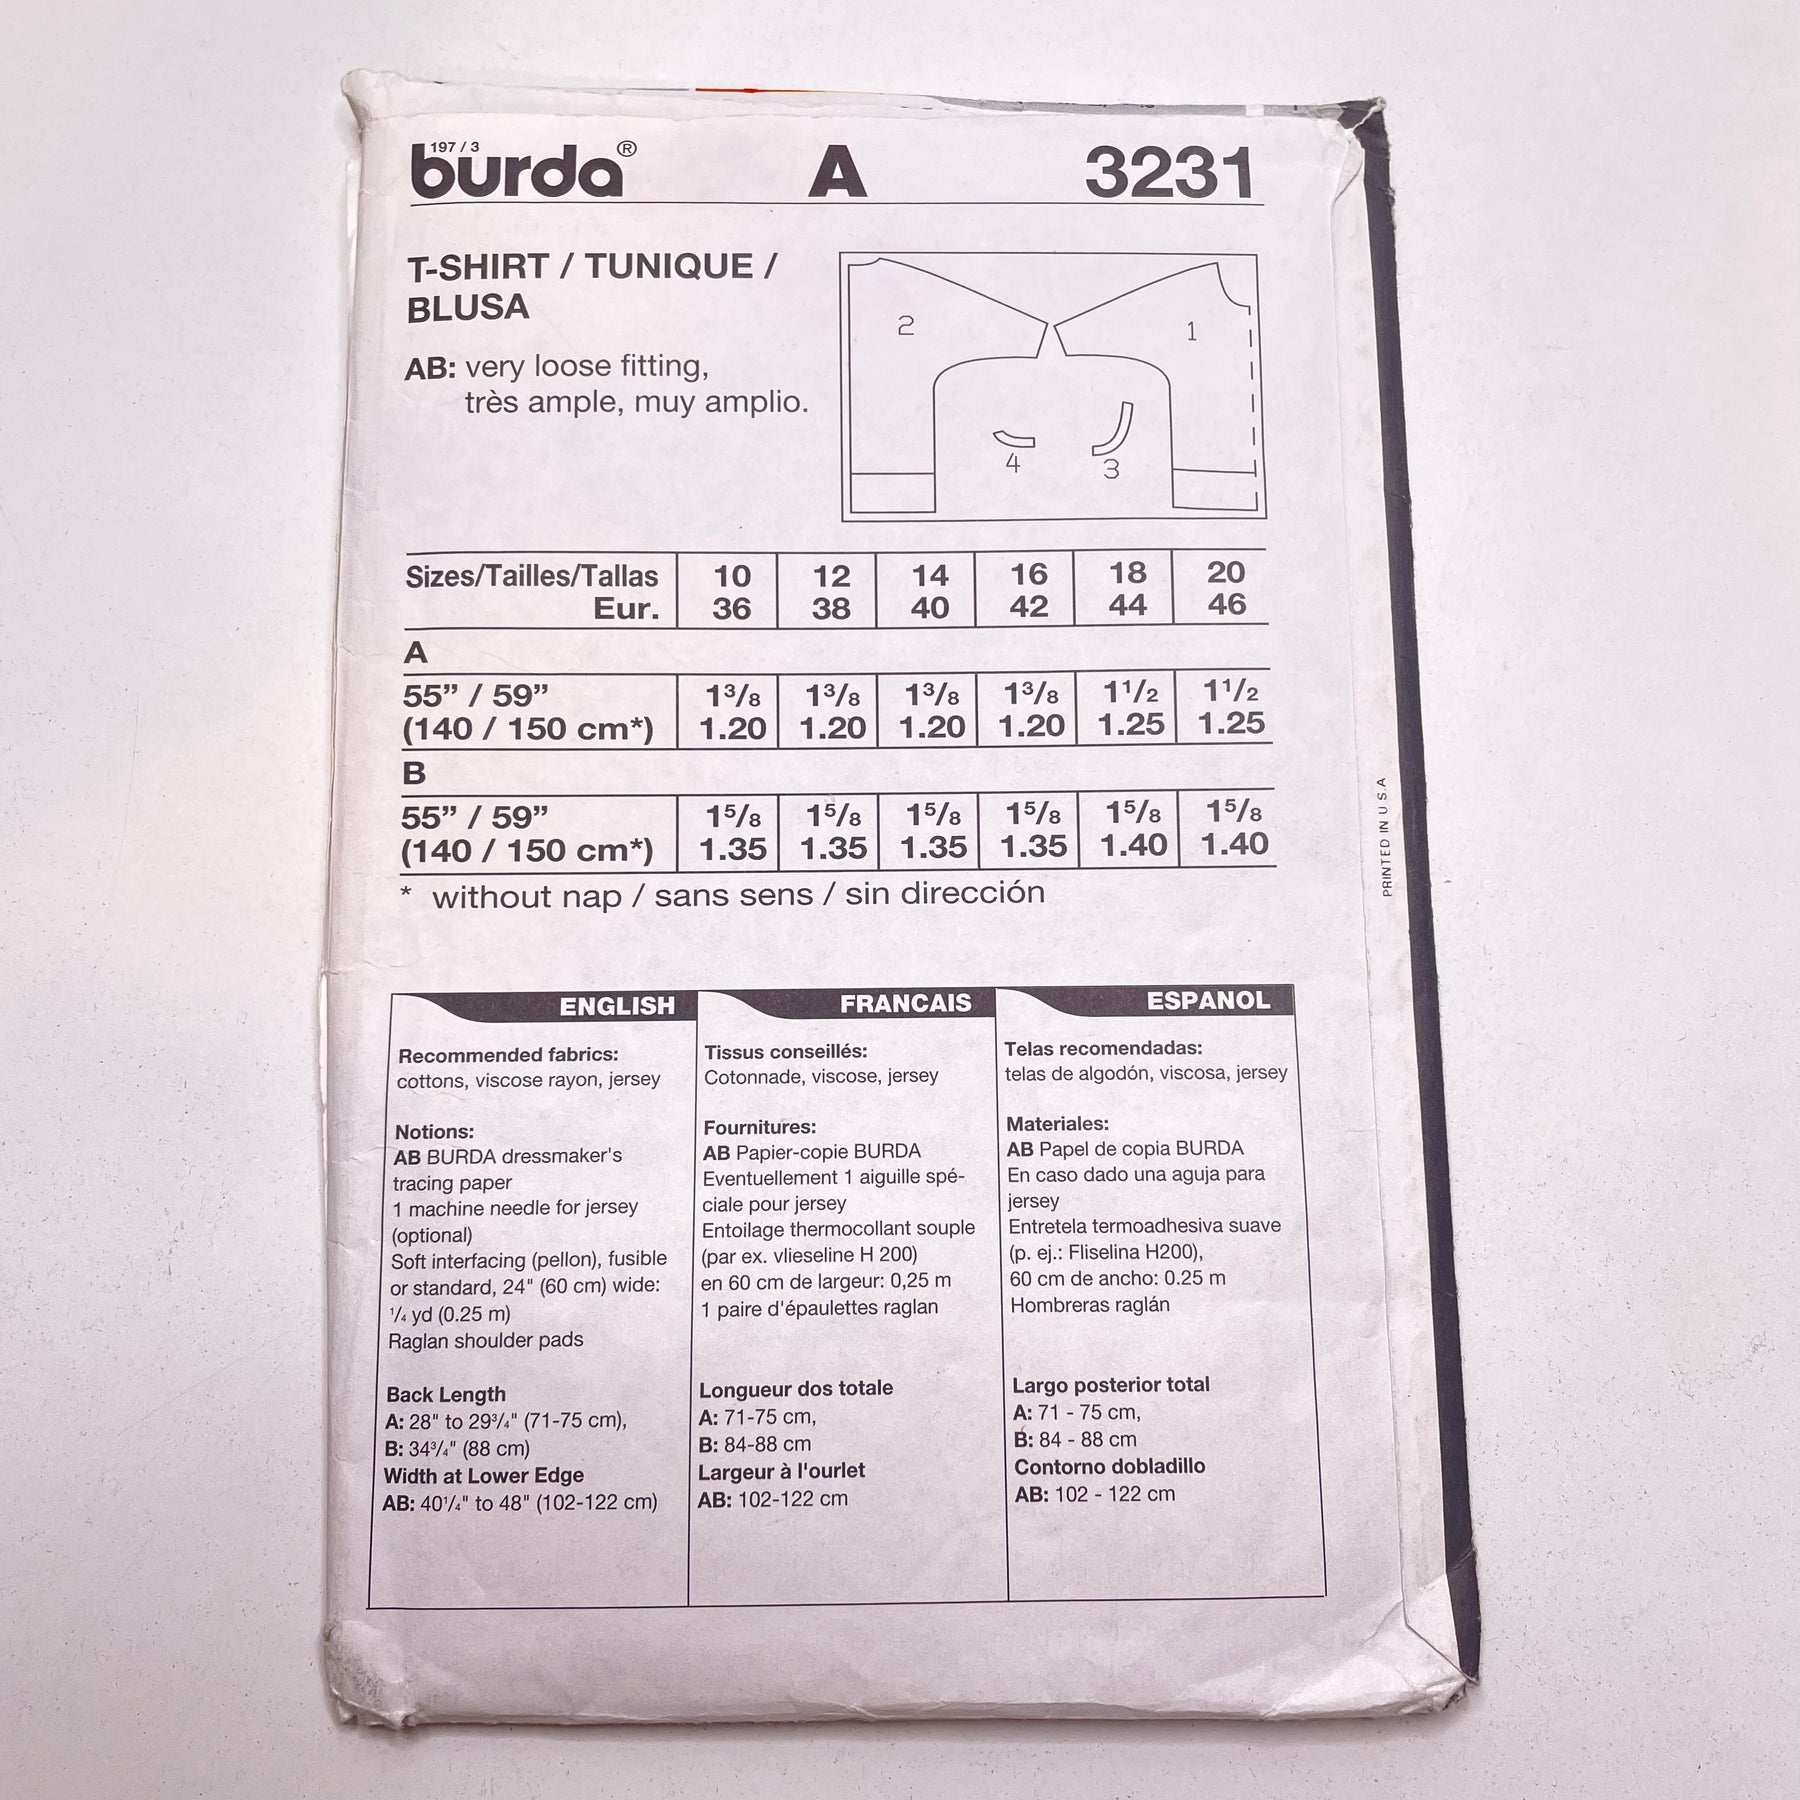 197 / 3
burda® A 3231
T-SHIRT / TUNIQUE /
BLUSA
AB: very loose fitting,
très ample, muy amplio.
2
1
4
3
Sizes/Tailles/Tallas 10 12 14 16 18 20
Eur. 36 38 40 42 44 46
A
55” / 59” 1³/₈ 1³/₈ 1³/₈ 1³/₈ 1¹/₂ 1¹/₂
(140 / 150 cm*) 1.20 1.20 1.20 1.20 1.25 1.25
B
55” / 59” 1⁵/₈ 1⁵/₈ 1⁵/₈ 1⁵/₈ 1⁵/₈ 1⁵/₈
(140 / 150 cm*) 1.35 1.35 1.35 1.35 1.40 1.40
* without nap / sans sens / sin dirección
PRINTED IN U S.A
ENGLISH
Recommended fabrics:
cottons, viscose rayon, jersey
Notions:
AB BURDA dressmaker's
tracing paper
1 machine needle for jersey
(optional)
Soft interfacing (pellon), fusible
or standard, 24" (60 cm) wide:
¹/₄ yd (0.25 m)
Raglan shoulder pads
Back Length
A: 28" to 29³/₄" (71-75 cm),
B: 34³/₄" (88 cm)
Width at Lower Edge
AB: 40¹/₄" to 48" (102-122 cm)
FRANCAIS
Tissus conseillés:
Cotonnade, viscose, jersey
Fournitures:
AB Papier-copie BURDA
Eventuellement 1 aiguille spé-
ciale pour jersey
Entoilage thermocollant souple
(par ex. vlieseline H 200)
en 60 cm de largeur: 0,25 m
1 paire d'épaulettes raglan
Longueur dos totale
A: 71-75 cm,
B: 84-88 cm
Largeur à l'ourlet
AB: 102-122 cm
ESPANOL
Telas recomendadas:
telas de algodón, viscosa, jersey
Materiales:
AB Papel de copia BURDA
En caso dado una aguja para
jersey
Entretela termoadhesiva suave
(p. ej.: Fliselina H200),
60 cm de ancho: 0.25 m
Hombreras raglán
Largo posterior total
A: 71 - 75 cm,
B: 84 - 88 cm
Contorno dobladillo
AB: 102 - 122 cm